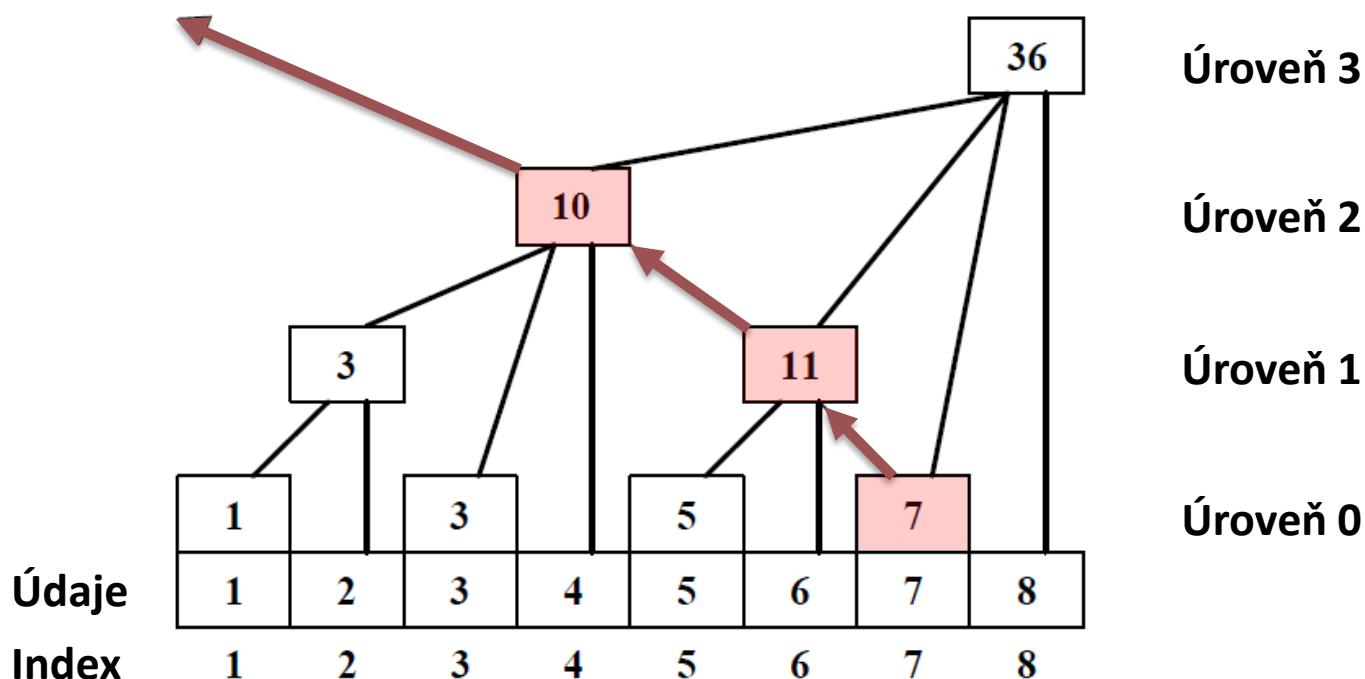 36 Úroveň 3
10 Úroveň 2
3 11 Úroveň 1
1 3 5 7 Úroveň 0
Údaje 1 2 3 4 5 6 7 8
Index 1 2 3 4 5 6 7 8